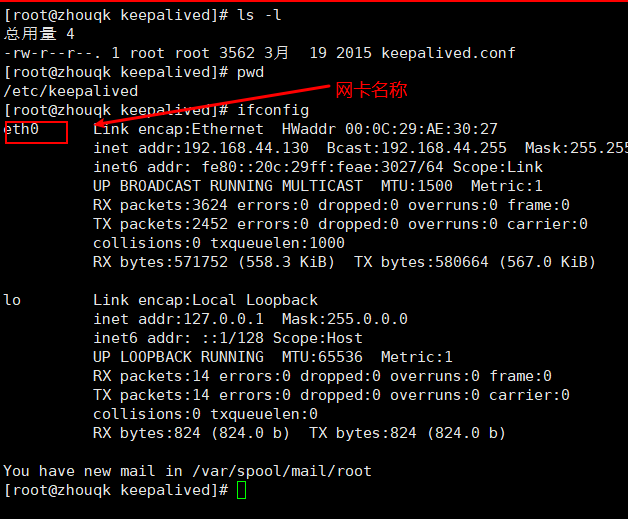 [root@zhouqk keepalived]# ls -l
总用量 4
-rw-r--r--. 1 root root 3562 3月  19 2015 keepalived.conf
[root@zhouqk keepalived]# pwd
/etc/keepalived
网卡名称
[root@zhouqk keepalived]# ifconfig
eth0      Link encap:Ethernet  HWaddr 00:0C:29:AE:30:27
          inet addr:192.168.44.130  Bcast:192.168.44.255  Mask:255.255
          inet6 addr: fe80::20c:29ff:feae:3027/64 Scope:Link
          UP BROADCAST RUNNING MULTICAST  MTU:1500  Metric:1
          RX packets:3624 errors:0 dropped:0 overruns:0 frame:0
          TX packets:2452 errors:0 dropped:0 overruns:0 carrier:0
          collisions:0 txqueuelen:1000
          RX bytes:571752 (558.3 KiB)  TX bytes:580664 (567.0 KiB)
lo        Link encap:Local Loopback
          inet addr:127.0.0.1  Mask:255.0.0.0
          inet6 addr: ::1/128 Scope:Host
          UP LOOPBACK RUNNING  MTU:65536  Metric:1
          RX packets:14 errors:0 dropped:0 overruns:0 frame:0
          TX packets:14 errors:0 dropped:0 overruns:0 carrier:0
          collisions:0 txqueuelen:0
          RX bytes:824 (824.0 b)  TX bytes:824 (824.0 b)
You have new mail in /var/spool/mail/root
[root@zhouqk keepalived]#